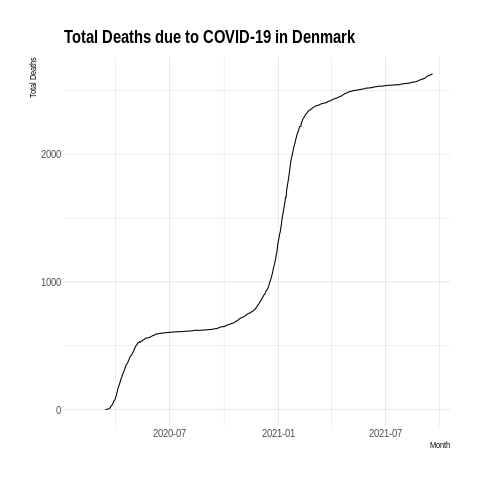 Total Deaths due to COVID-19 in Denmark
Total Deaths
2000
1000
0
2020-07
2021-01
2021-07
Month